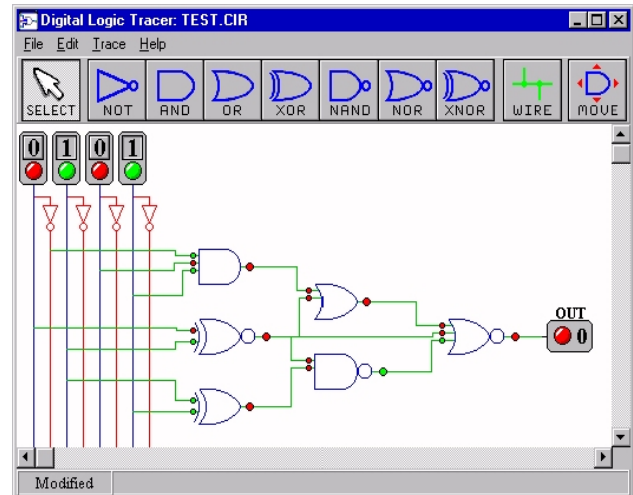 Digital Logic Tracer: TEST.CIR
File Edit Trace Help
SELECT NOT AND OR XOR NAND NOR XNOR WIRE MOVE
0 1 0 1
OUT
0
Modified